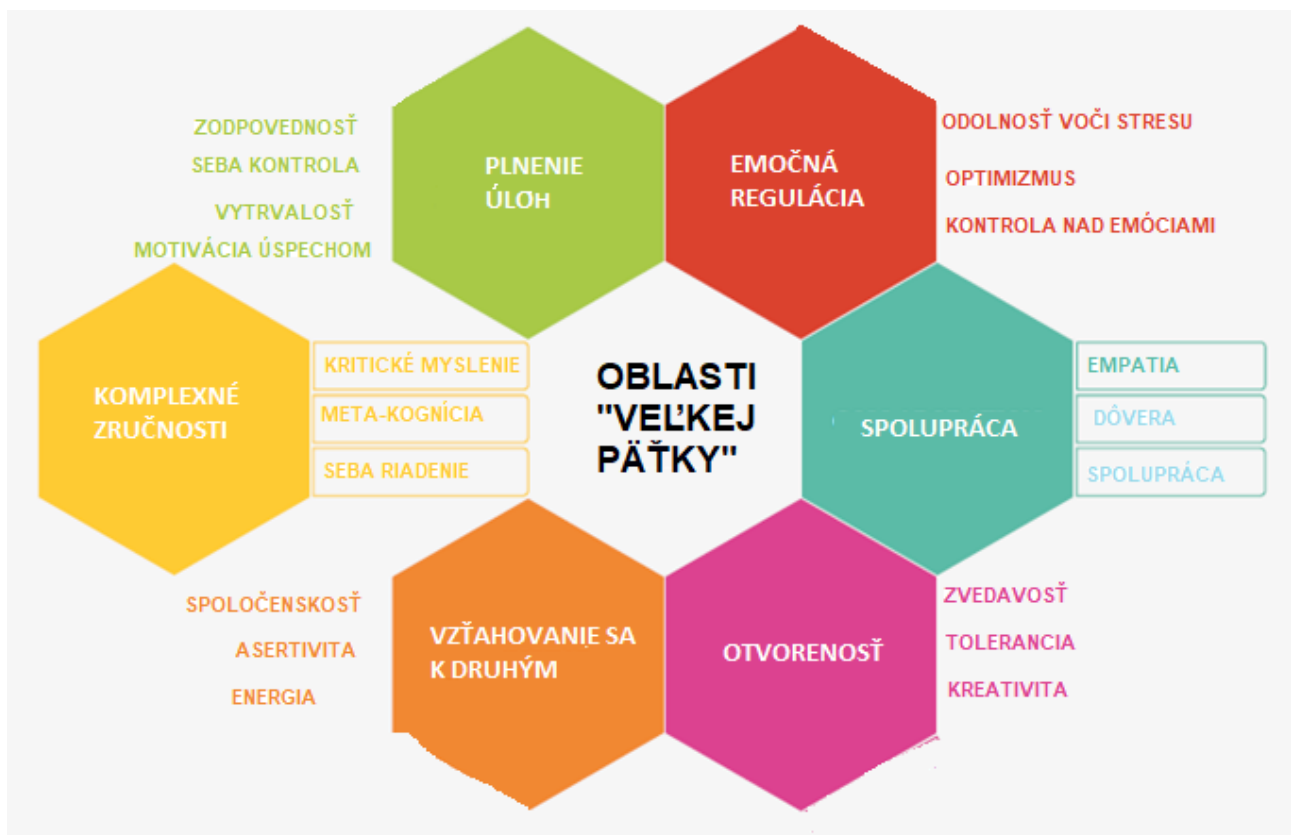 ZODPOVEDNOSŤ
SEBA KONTROLA
VYTRVALOSŤ
MOTIVÁCIA ÚSPECHOM
PLNENIE
ÚLOH
EMOČNÁ
REGULÁCIA
ODOLNOSŤ VOČI STRESU
OPTIMIZMUS
KONTROLA NAD EMÓCIAMI
KOMPLEXNÉ
ZRUČNOSTI
KRITICKÉ MYSLENIE
META-KOGNÍCIA
SEBA RIADENIE
OBLASTI
"VEĽKEJ
PÄŤKY"
SPOLUPRÁCA
EMPATIA
DÔVERA
SPOLUPRÁCA
SPOLOČENSKOSŤ
ASERTIVITA
ENERGIA
VZŤAHOVANIE SA
K DRUHÝM
OTVORENOSŤ
ZVEDAVOSŤ
TOLERANCIA
KREATIVITA